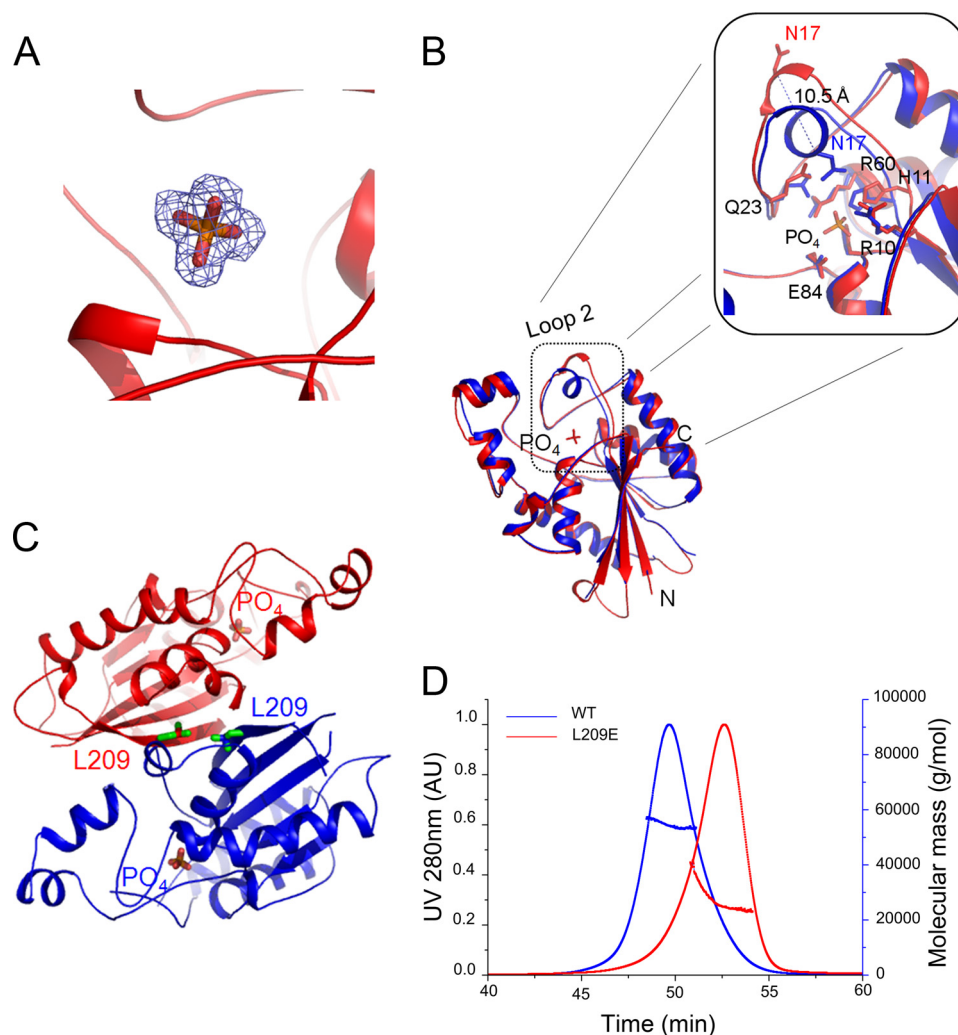 A
B
N17
10.5 Å
N17
R60
H11
Q23
PO4
R10
E84
Loop 2
PO4
C
N
C
PO4
L209
L209
PO4
D
WT
L209E
1.0
0.8
0.6
0.4
0.2
0.0
UV 280nm (AU)
100000
80000
60000
40000
20000
0
Molecular mass (g/mol)
40
45
50
55
60
Time (min)